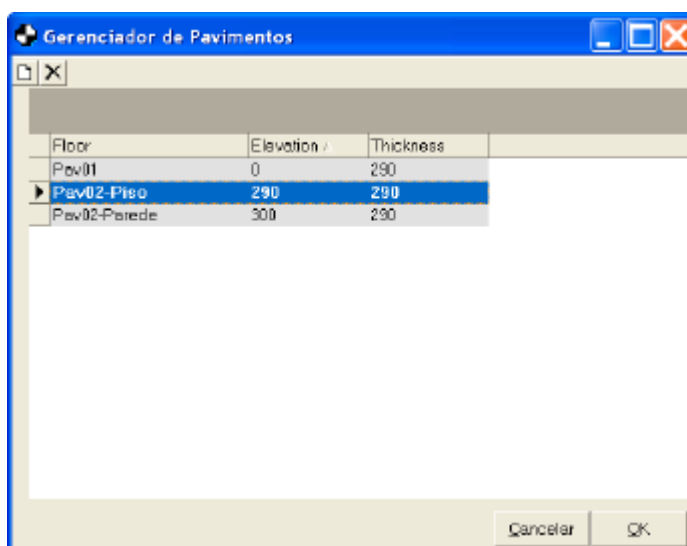 Gerenciador de Pavimentos
Floor Elevation Thickness
Pav01 0 290
Pav02-Piso 290 290
Pav02-Parede 300 290
Cancelar OK